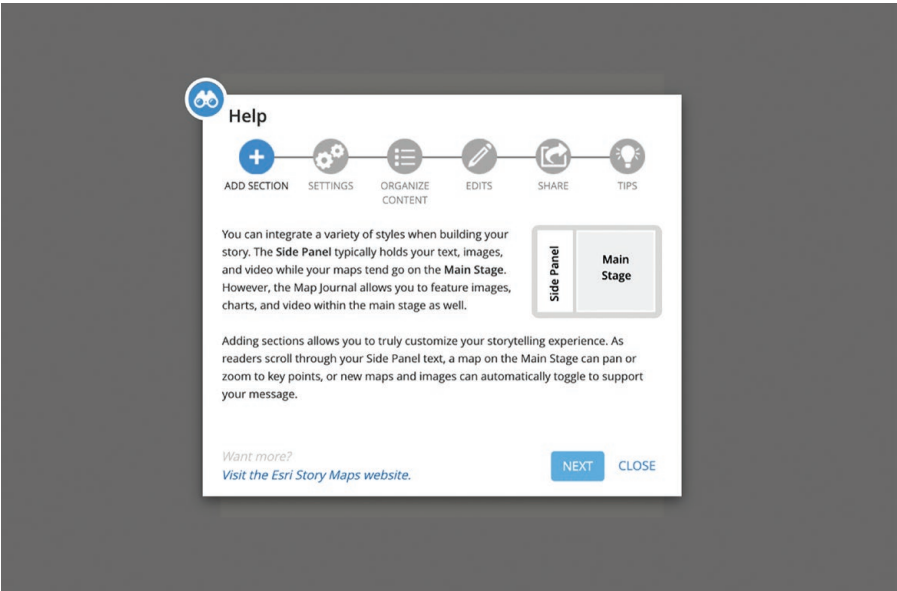 Help
ADD SECTION
SETTINGS
ORGANIZE
CONTENT
EDITS
SHARE
TIPS
You can integrate a variety of styles when building your
story. The Side Panel typically holds your text, images,
and video while your maps tend go on the Main Stage.
However, the Map Journal allows you to feature images,
charts, and video within the main stage as well.
Side Panel
Main
Stage
Adding sections allows you to truly customize your storytelling experience. As
readers scroll through your Side Panel text, a map on the Main Stage can pan or
zoom to key points, or new maps and images can automatically toggle to support
your message.
Want more?
Visit the Esri Story Maps website.
NEXT
CLOSE